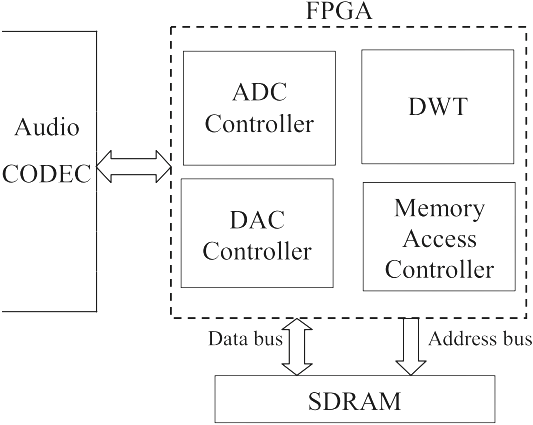 FPGA
Audio
CODEC
ADC
Controller
DWT
DAC
Controller
Memory
Access
Controller
Data bus
Address bus
SDRAM